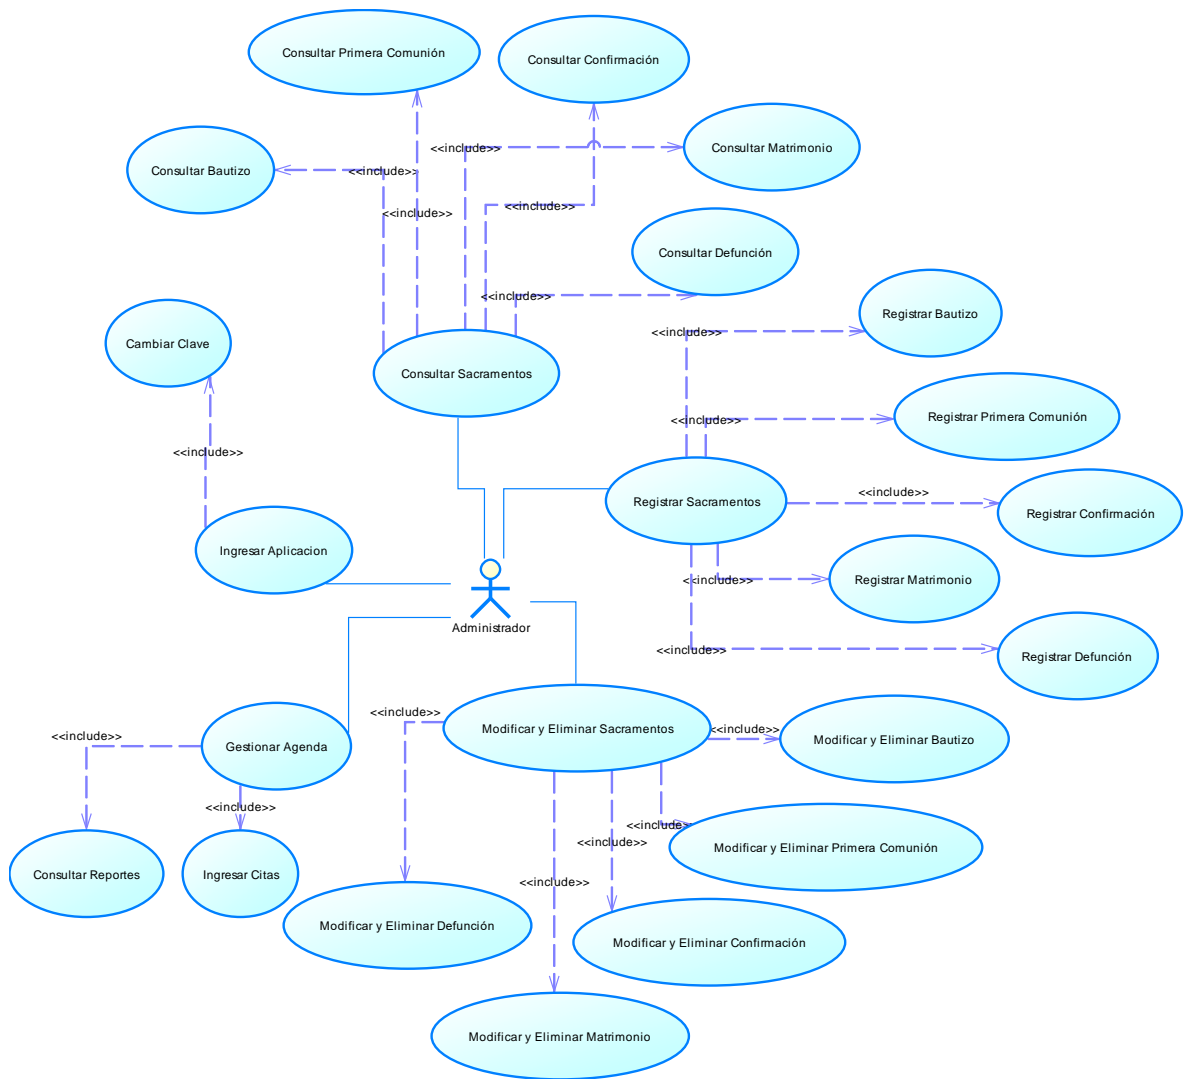 Consultar Primera Comunión
Consultar Confirmación
<<include>>
Consultar Matrimonio
Consultar Bautizo
<<include>>
<<include>>
<<include>>
Consultar Defunción
<<include>>
Registrar Bautizo
<<include>>
Cambiar Clave
Consultar Sacramentos
Registrar Primera Comunión
<<include>>
<<include>>
<<include>>
Registrar Sacramentos
Registrar Confirmación
Ingresar Aplicacion
<<include>>
Registrar Matrimonio
Administrador
<<include>>
Registrar Defunción
<<include>>
Modificar y Eliminar Sacramentos
<<include>>
<<include>>
Gestionar Agenda
Modificar y Eliminar Bautizo
<<include>>
<<include>>
<<include>>
Modificar y Eliminar Primera Comunión
Consultar Reportes
Ingresar Citas
<<include>>
Modificar y Eliminar Defunción
Modificar y Eliminar Confirmación
Modificar y Eliminar Matrimonio